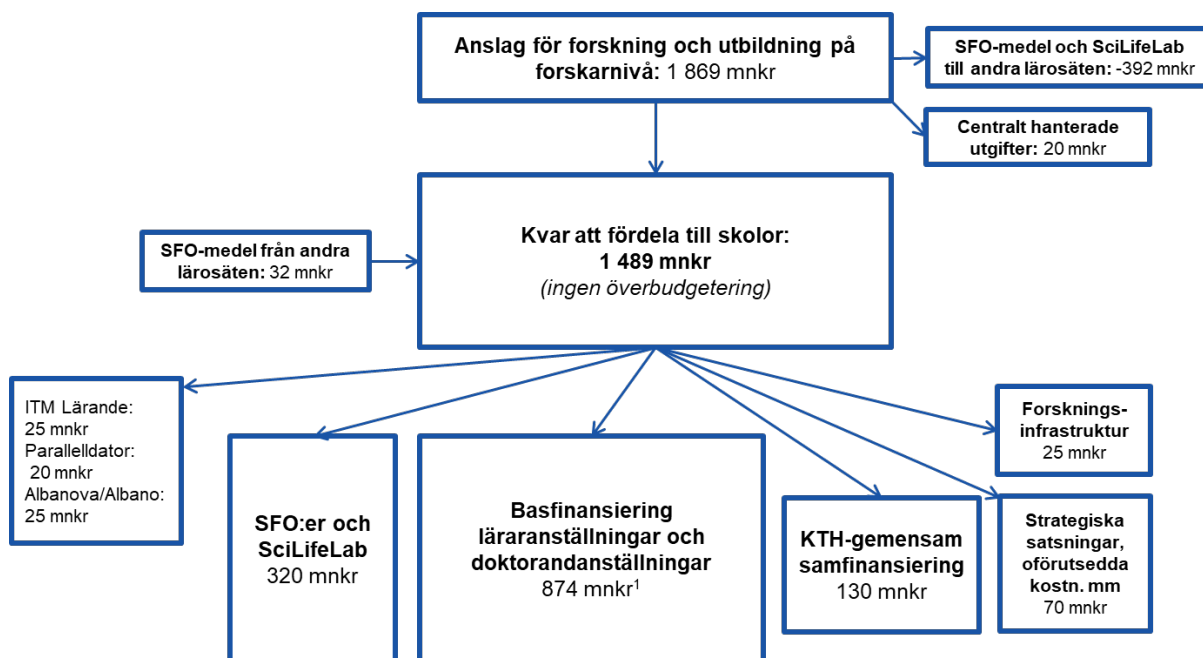 Anslag för forskning och utbildning på
forskarnivå: 1 869 mnkr
SFO-medel och SciLifeLab
till andra lärosäten: -392 mnkr
Centralt hanterade
utgifter: 20 mnkr
Kvar att fördela till skolor:
1 489 mnkr
(ingen överbudgetering)
SFO-medel från andra
lärosäten: 32 mnkr
ITM Lärande:
25 mnkr
Parallelldator:
20 mnkr
Albanova/Albano:
25 mnkr
SFO:er och
SciLifeLab
320 mnkr
Basfinansiering
läraranställningar och
doktorandanställningar
874 mnkr¹
KTH-gemensam
samfinansiering
130 mnkr
Forsknings-
infrastruktur
25 mnkr
Strategiska
satsningar,
oförutsedda
kostn. mm
70 mnkr